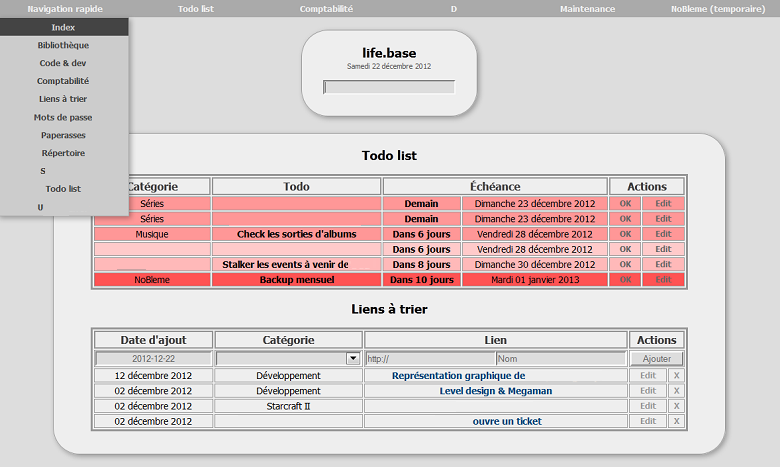 Navigation rapide Todo list Comptabilité D Maintenance NoBleme (temporaire)
Index
Bibliothèque
Code & dev
Comptabilité
Liens à trier
Mots de passe
Paperasses
Répertoire
S
Todo list
U
life.base
Samedi 22 décembre 2012
Todo list
Catégorie Todo Échéance Actions
Séries Demain Dimanche 23 décembre 2012 OK Edit
Séries Demain Dimanche 23 décembre 2012 OK Edit
Musique Check les sorties d'albums Dans 6 jours Vendredi 28 décembre 2012 OK Edit
Dans 6 jours Vendredi 28 décembre 2012 OK Edit
Stalker les events à venir de Dans 8 jours Dimanche 30 décembre 2012 OK Edit
NoBleme Backup mensuel Dans 10 jours Mardi 01 janvier 2013 OK Edit
Liens à trier
Date d'ajout Catégorie Lien Actions
2012-12-22 http:// Nom Ajouter
12 décembre 2012 Développement Représentation graphique de Edit X
02 décembre 2012 Développement Level design & Megaman Edit X
02 décembre 2012 Starcraft II Edit X
02 décembre 2012 ouvre un ticket Edit X